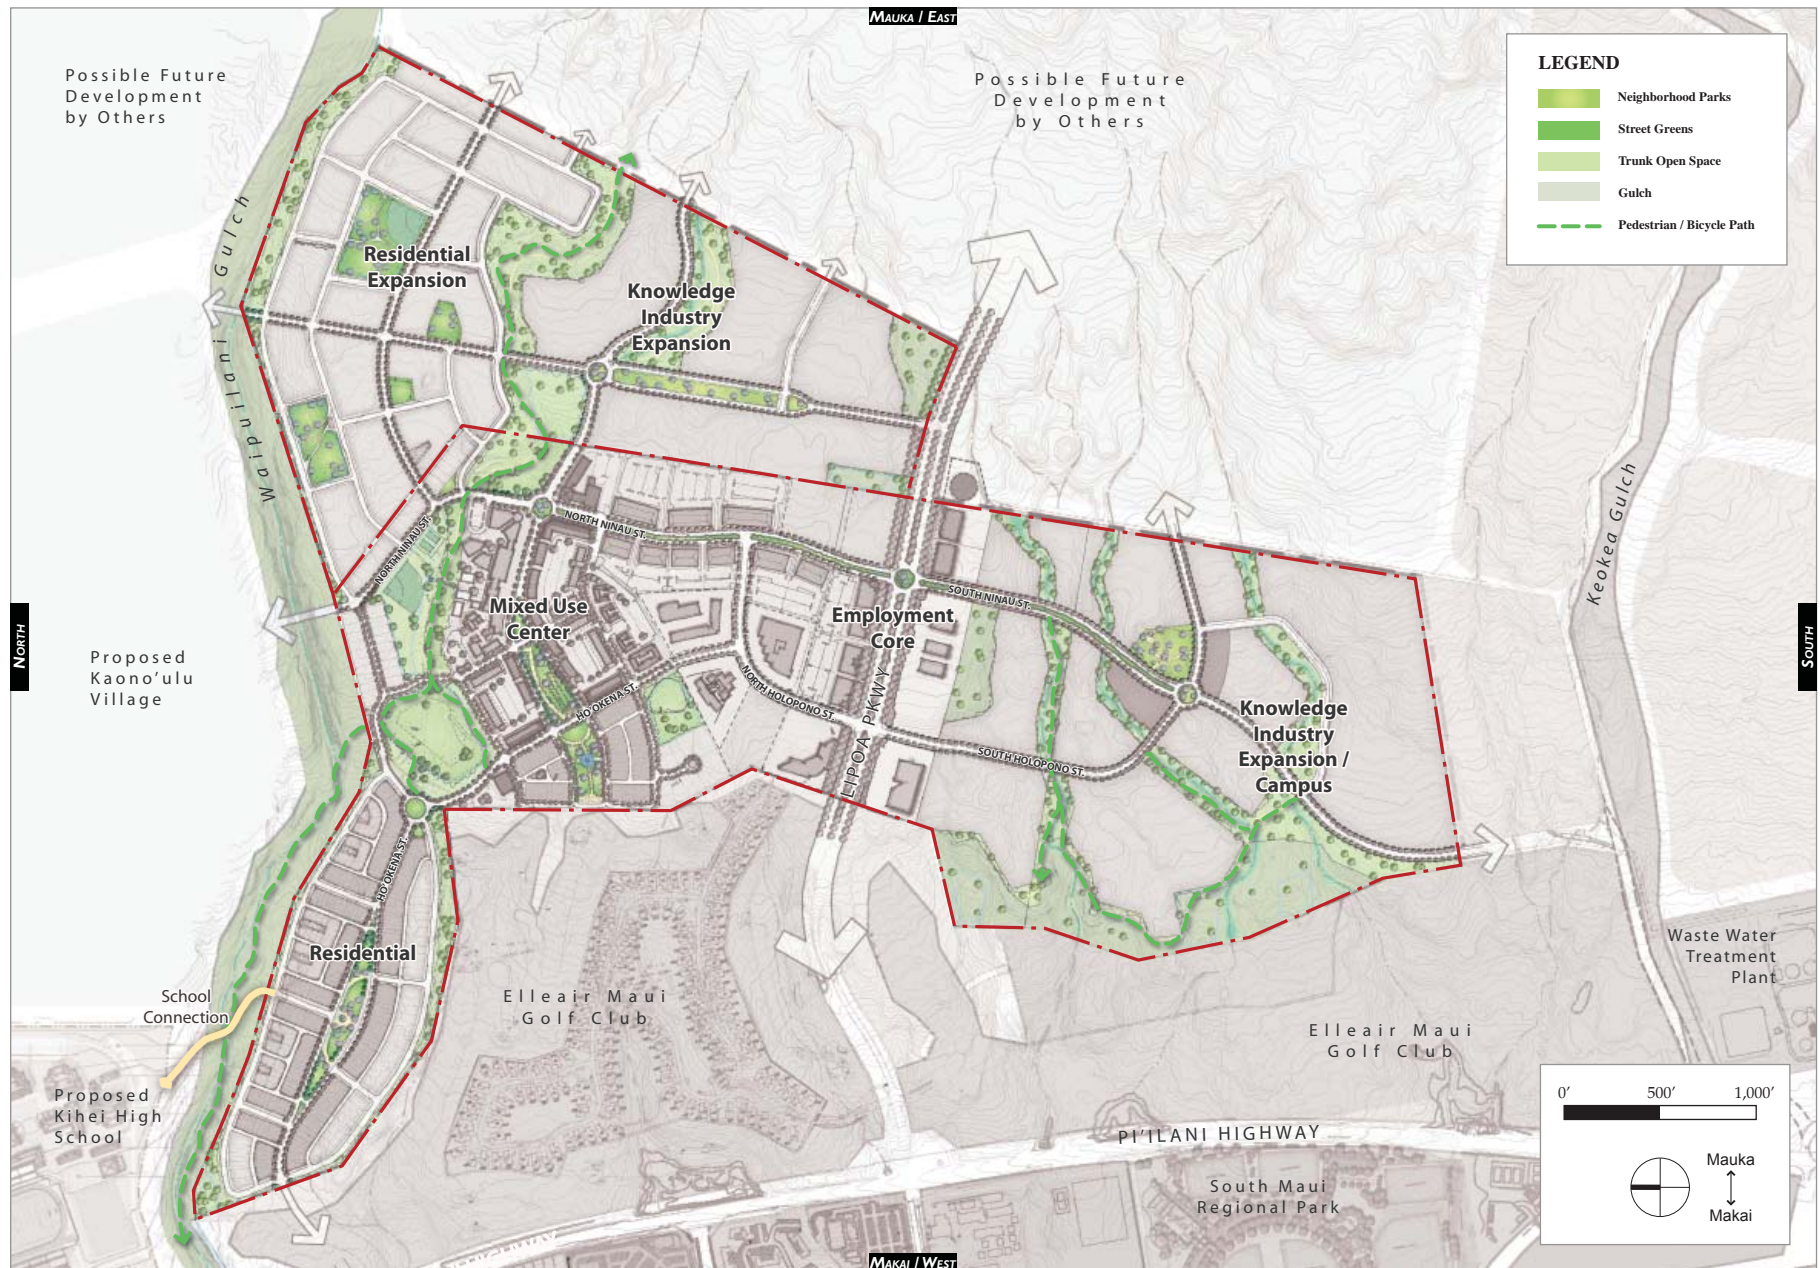 MAUKA / EAST
Possible Future
Development
by Others
Possible Future
Development
by Others
LEGEND
Neighborhood Parks
Street Greens
Trunk Open Space
Gulch
Pedestrian / Bicycle Path
Waipuilani Gulch
Residential
Expansion
Knowledge
Industry
Expansion
Keokea Gulch
NORTH NINAU ST.
NORTH NINAU ST.
Mixed Use
Center
Employment
Core
SOUTH NINAU ST.
NORTH
SOUTH
Proposed
Kaono'ulu
Village
HO'OKENA ST.
NORTH HOLOPONO ST.
LIPOA PKWY
SOUTH HOLOPONO ST.
Knowledge
Industry
Expansion /
Campus
HO'OKENA ST.
Residential
School
Connection
Elleair Maui
Golf Club
Waste Water
Treatment
Plant
Elleair Maui
Golf Club
Proposed
Kihei High
School
PI'ILANI HIGHWAY
South Maui
Regional Park
HIGHWAY
0' 500' 1,000'
Mauka
Makai
MAKAI / WEST